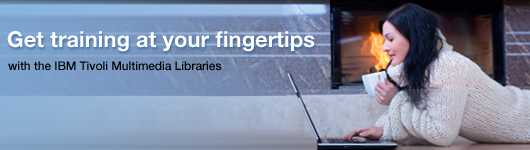 Get training at your fingertips
with the IBM Tivoli Multimedia Libraries